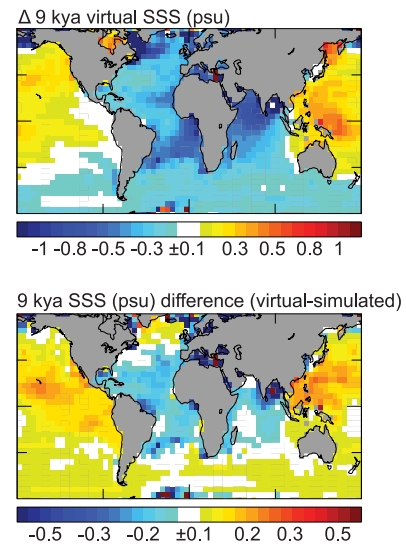 Δ 9 kya virtual SSS (psu)
-1 -0.8 -0.5 -0.3 ±0.1 0.3 0.5 0.8 1
9 kya SSS (psu) difference (virtual-simulated)
-0.5 -0.3 -0.2 ±0.1 0.2 0.3 0.5